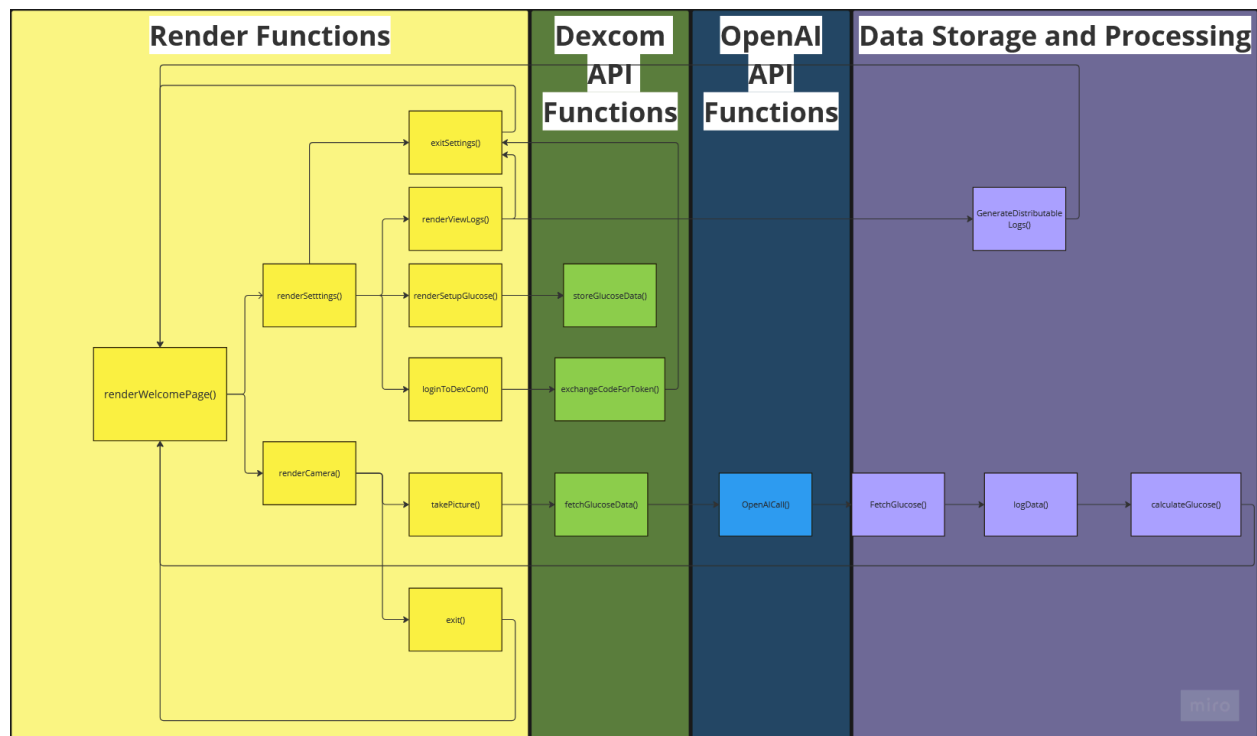 Render Functions
Dexcom
API
Functions
OpenAI
API
Functions
Data Storage and Processing
exitSettings()
renderViewLogs()
GenerateDistributable
Logs()
renderSetttings()
renderSetupGlucose()
storeGlucoseData()
renderWelcomePage()
loginToDexCom()
exchangeCodeForToken()
renderCamera()
takePicture()
fetchGlucoseData()
OpenAICall()
FetchGlucose()
logData()
calculateGlucose()
exit()
miro